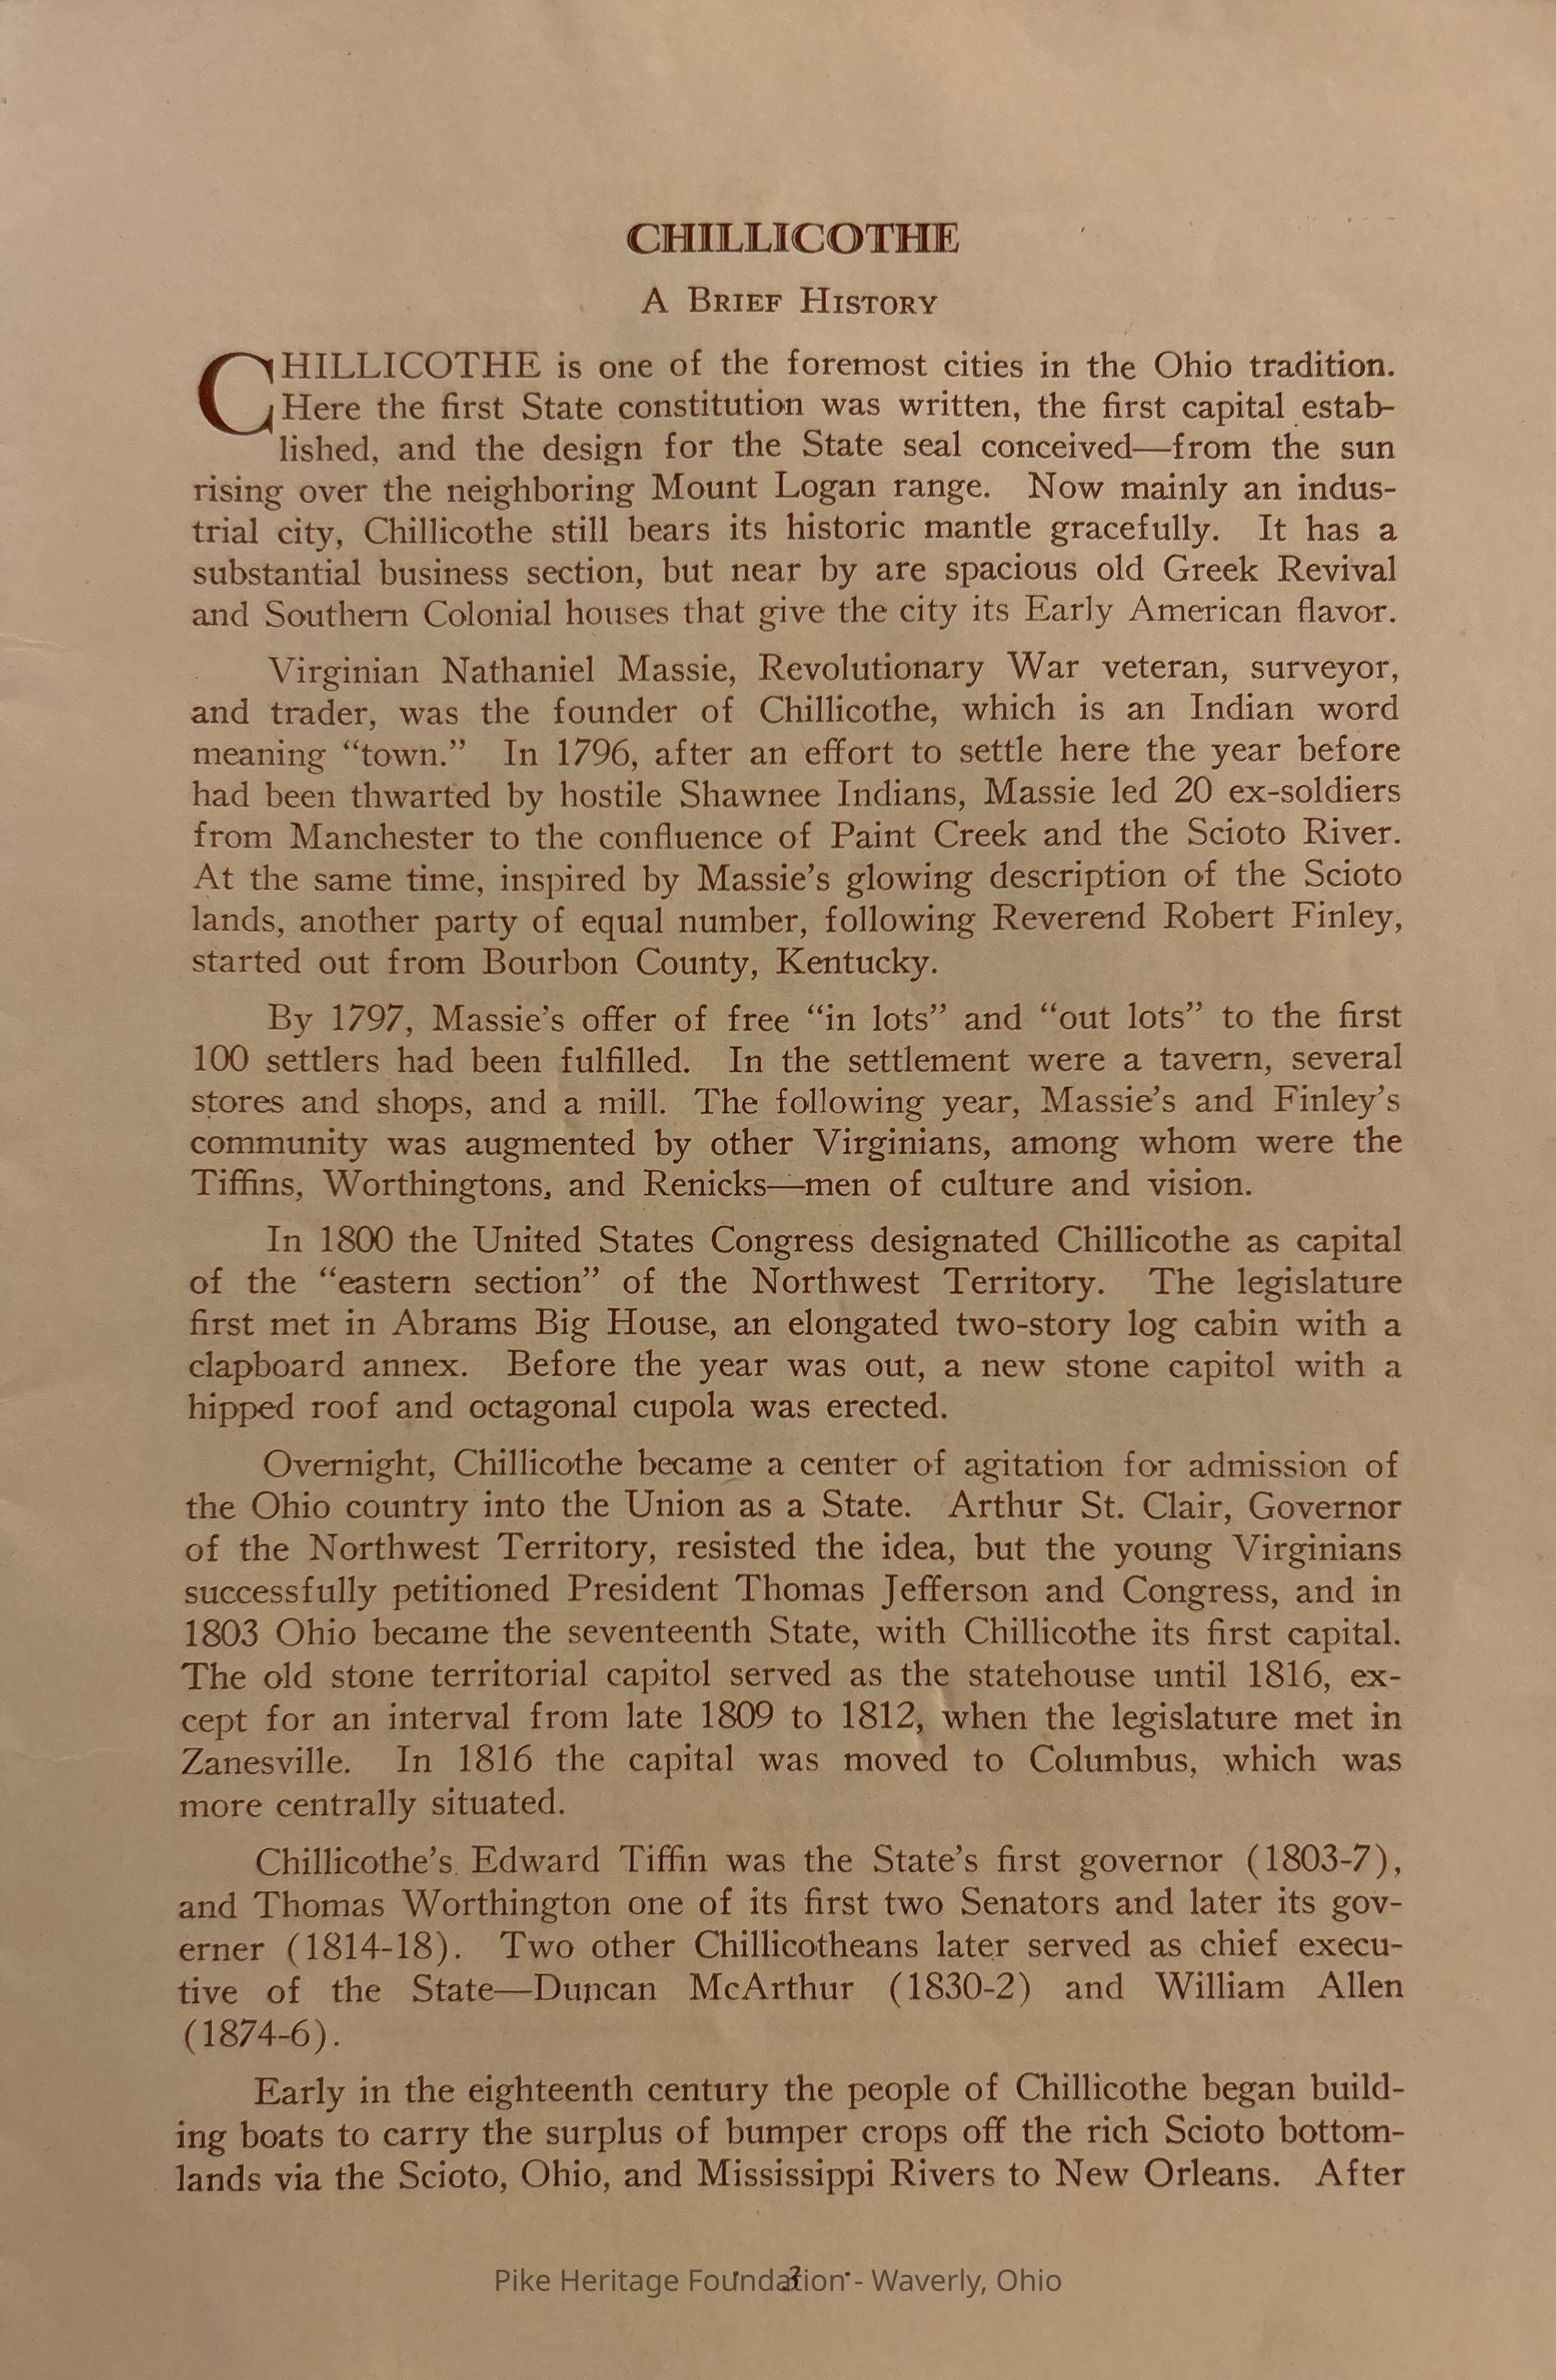 CHILLICOTHE
A BRIEF HISTORY
CHILLICOTHE is one of the foremost cities in the Ohio tradition.
Here the first State constitution was written, the first capital estab-
lished, and the design for the State seal conceived—from the sun
rising over the neighboring Mount Logan range. Now mainly an indus-
trial city, Chillicothe still bears its historic mantle gracefully. It has a
substantial business section, but near by are spacious old Greek Revival
and Southern Colonial houses that give the city its Early American flavor.
Virginian Nathaniel Massie, Revolutionary War veteran, surveyor,
and trader, was the founder of Chillicothe, which is an Indian word
meaning “town.” In 1796, after an effort to settle here the year before
had been thwarted by hostile Shawnee Indians, Massie led 20 ex-soldiers
from Manchester to the confluence of Paint Creek and the Scioto River.
At the same time, inspired by Massie’s glowing description of the Scioto
lands, another party of equal number, following Reverend Robert Finley,
started out from Bourbon County, Kentucky.
By 1797, Massie’s offer of free “in lots” and “out lots” to the first
100 settlers had been fulfilled. In the settlement were a tavern, several
stores and shops, and a mill. The following year, Massie’s and Finley’s
community was augmented by other Virginians, among whom were the
Tiffins, Worthingtons, and Renicks—men of culture and vision.
In 1800 the United States Congress designated Chillicothe as capital
of the “eastern section” of the Northwest Territory. The legislature
first met in Abrams Big House, an elongated two-story log cabin with a
clapboard annex. Before the year was out, a new stone capitol with a
hipped roof and octagonal cupola was erected.
Overnight, Chillicothe became a center of agitation for admission of
the Ohio country into the Union as a State. Arthur St. Clair, Governor
of the Northwest Territory, resisted the idea, but the young Virginians
successfully petitioned President Thomas Jefferson and Congress, and in
1803 Ohio became the seventeenth State, with Chillicothe its first capital.
The old stone territorial capitol served as the statehouse until 1816, ex-
cept for an interval from late 1809 to 1812, when the legislature met in
Zanesville. In 1816 the capital was moved to Columbus, which was
more centrally situated.
Chillicothe’s Edward Tiffin was the State’s first governor (1803-7),
and Thomas Worthington one of its first two Senators and later its gov-
erner (1814-18). Two other Chillicotheans later served as chief execu-
tive of the State—Duncan McArthur (1830-2) and William Allen
(1874-6).
Early in the eighteenth century the people of Chillicothe began build-
ing boats to carry the surplus of bumper crops off the rich Scioto bottom-
lands via the Scioto, Ohio, and Mississippi Rivers to New Orleans. After
· 3 ·
Pike Heritage Foundation - Waverly, Ohio